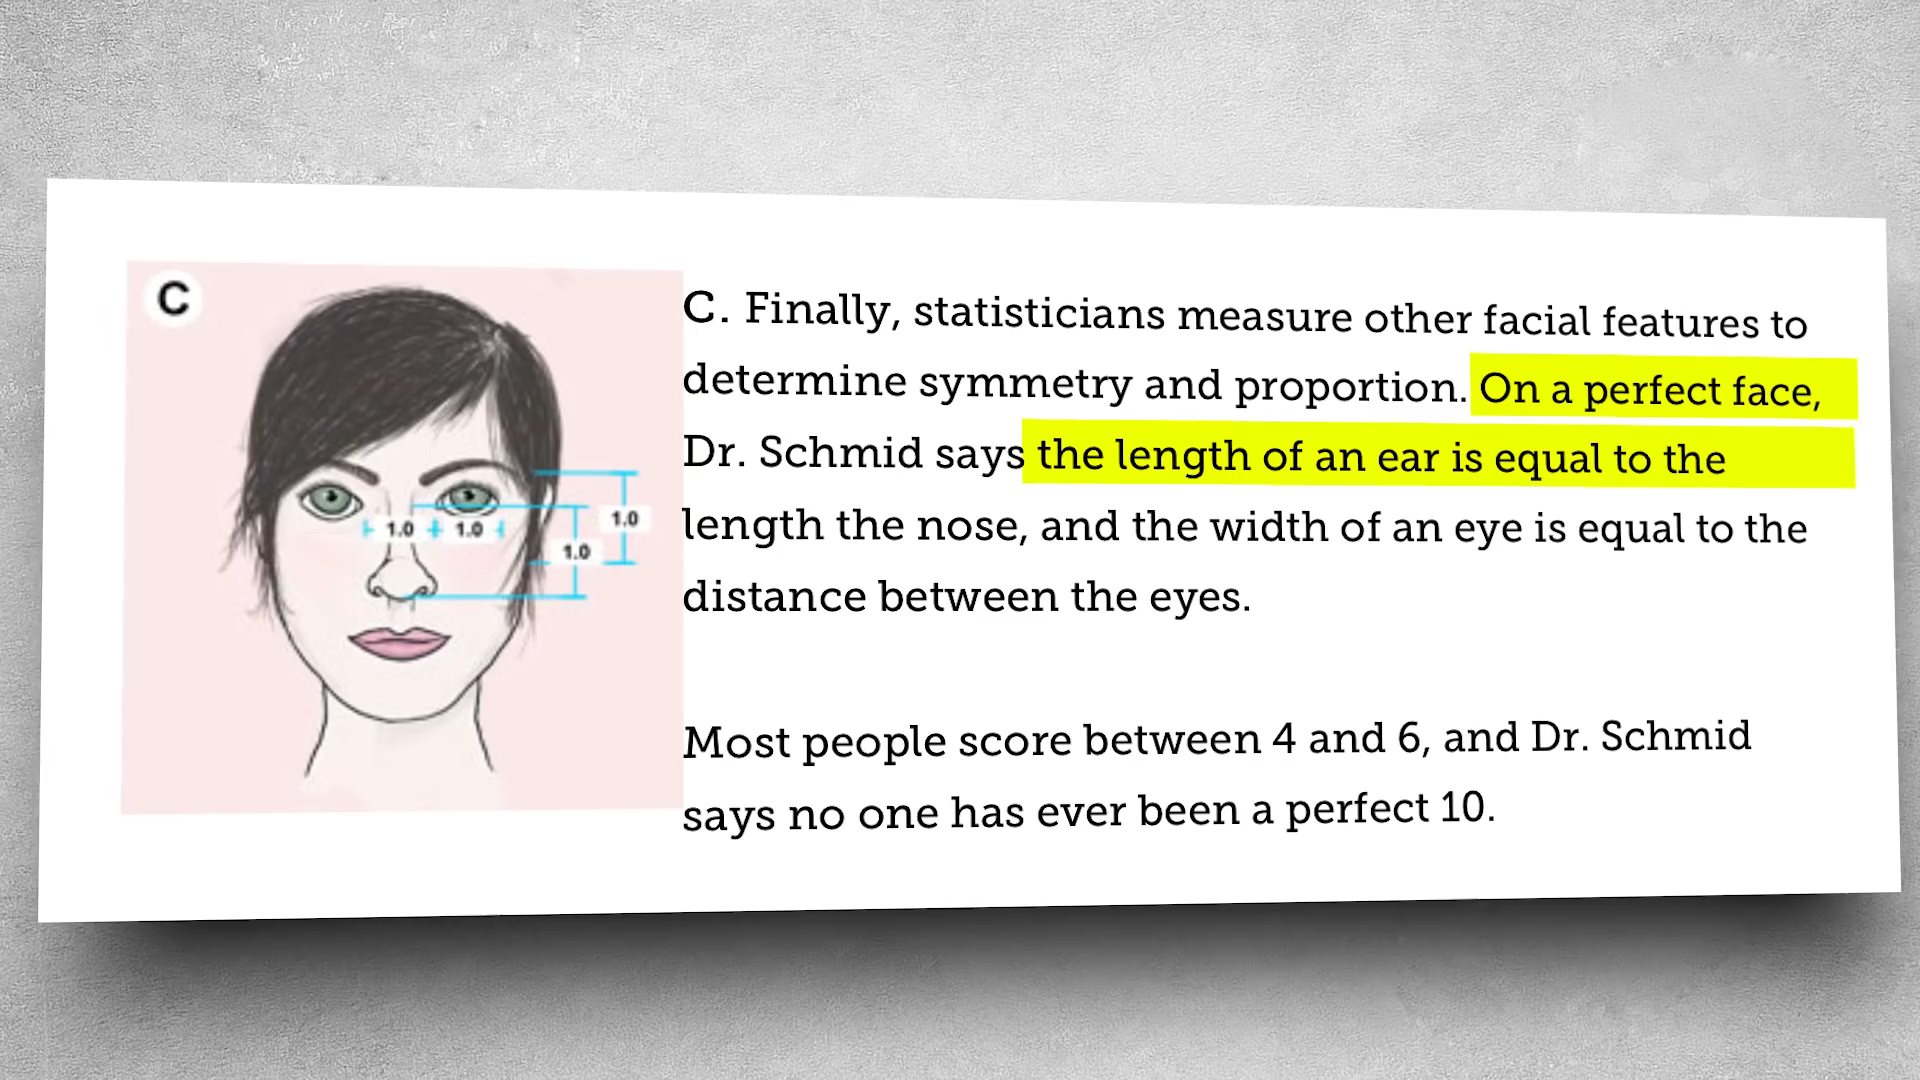 C
C. Finally, statisticians measure other facial features to
determine symmetry and proportion. On a perfect face,
Dr. Schmid says the length of an ear is equal to the
length the nose, and the width of an eye is equal to the
distance between the eyes.
1.0 1.0
1.0
1.0
Most people score between 4 and 6, and Dr. Schmid
says no one has ever been a perfect 10.